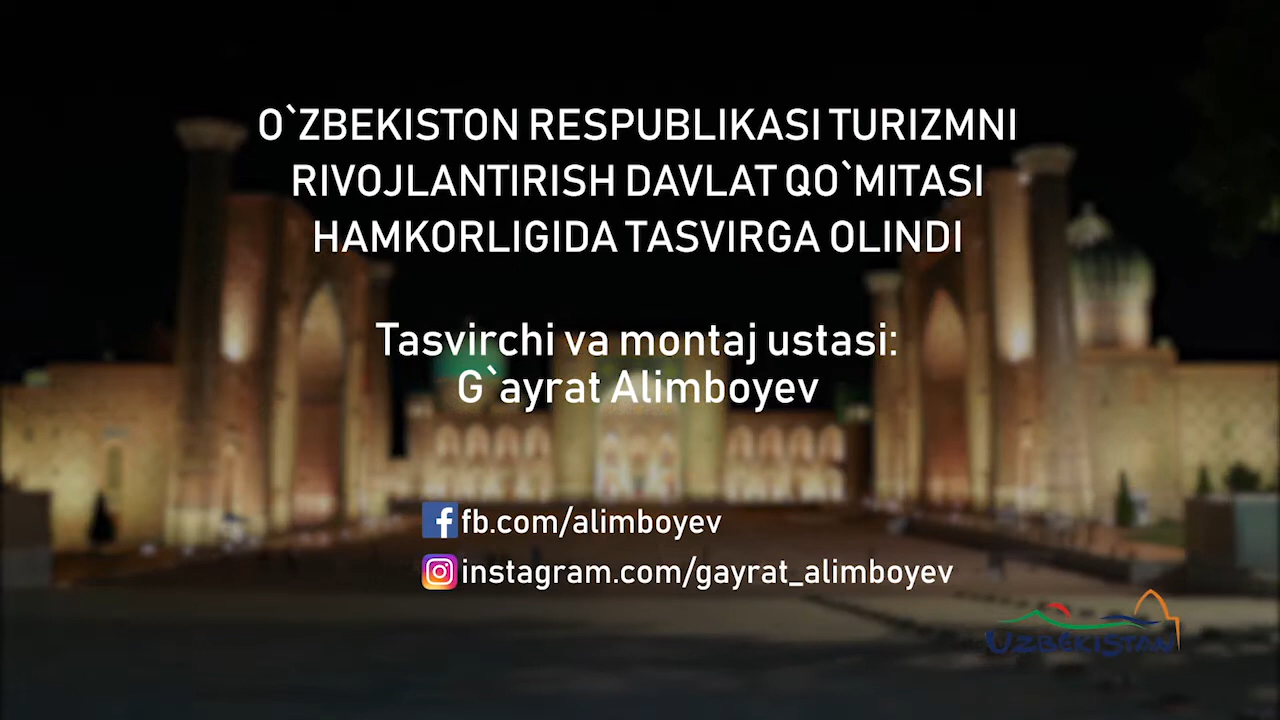 O`ZBEKISTON RESPUBLIKASI TURIZMNI
RIVOJLANTIRISH DAVLAT QO`MITASI
HAMKORLIGIDA TASVIRGA OLINDI
Tasvirchi va montaj ustasi:
G`ayrat Alimboyev
fb.com/alimboyev
instagram.com/gayrat_alimboyev
UZBEKISTAN